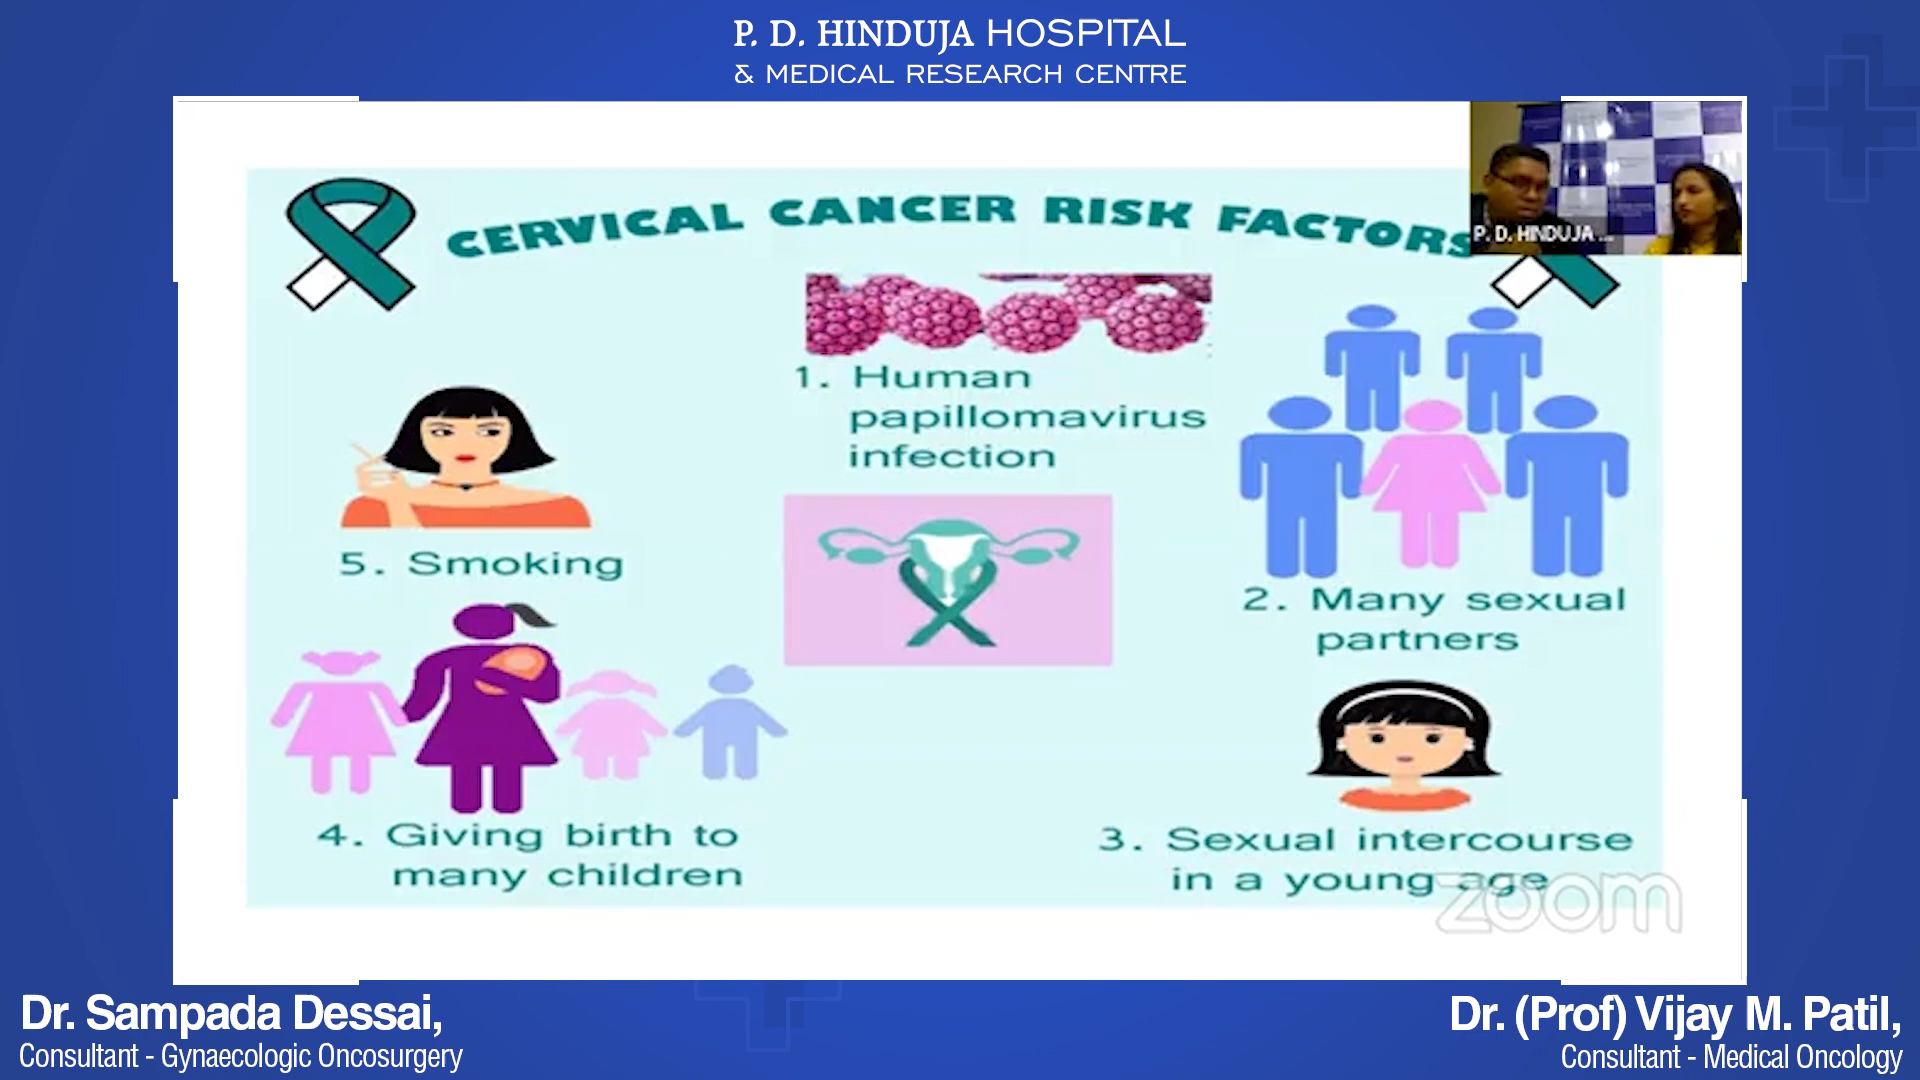 P. D. HINDUJA HOSPITAL
& MEDICAL RESEARCH CENTRE
P. D. HINDUJA ...
CERVICAL CANCER RISK FACTORS
1. Human
papillomavirus
infection
2. Many sexual
partners
3. Sexual intercourse
in a young age
4. Giving birth to
many children
5. Smoking
zoom
Dr. Sampada Dessai,
Consultant - Gynaecologic Oncosurgery
Dr. (Prof) Vijay M. Patil,
Consultant - Medical Oncology